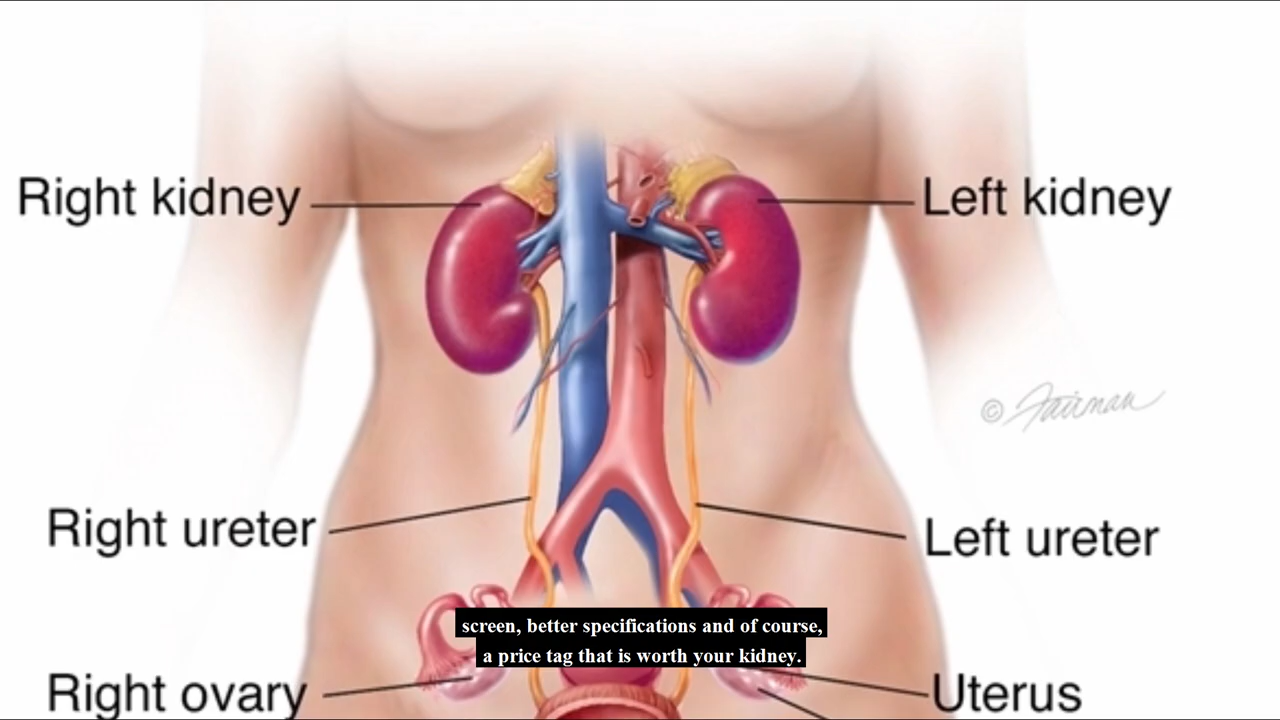 Right kidney
Left kidney
© Fairman
Right ureter
Left ureter
screen, better specifications and of course,
a price tag that is worth your kidney.
Right ovary
Uterus